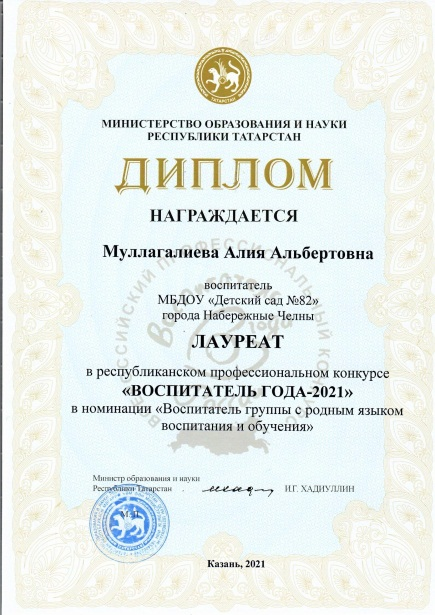 ТАТАРСТАН
МИНИСТЕРСТВО ОБРАЗОВАНИЯ И НАУКИ
РЕСПУБЛИКИ ТАТАРСТАН
ДИПЛОМ
НАГРАЖДАЕТСЯ
Муллагалиева Алия Альбертовна
воспитатель
МБДОУ «Детский сад №82»
города Набережные Челны
ЛАУРЕАТ
в республиканском профессиональном конкурсе
«ВОСПИТАТЕЛЬ ГОДА-2021»
в номинации «Воспитатель группы с родным языком
воспитания и обучения»
Министр образования и науки
Республики Татарстан
И.Г. ХАДИУЛЛИН
М.П.
Казань, 2021